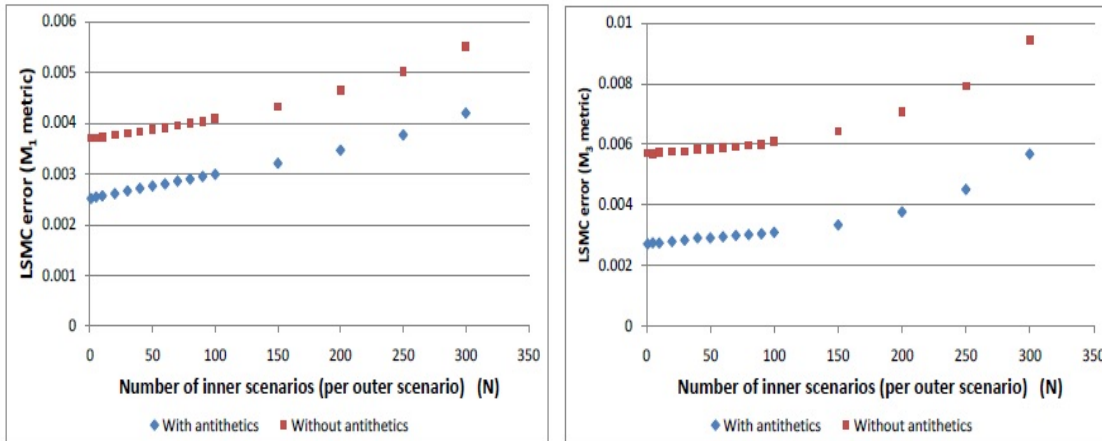 LSMC error (M₁ metric)
0.006
0.005
0.004
0.003
0.002
0.001
0
0 50 100 150 200 250 300 350
Number of inner scenarios (per outer scenario) (N)
With antithetics Without antithetics
LSMC error (M₃ metric)
0.01
0.008
0.006
0.004
0.002
0
0 50 100 150 200 250 300 350
Number of inner scenarios (per outer scenario) (N)
With antithetics Without antithetics